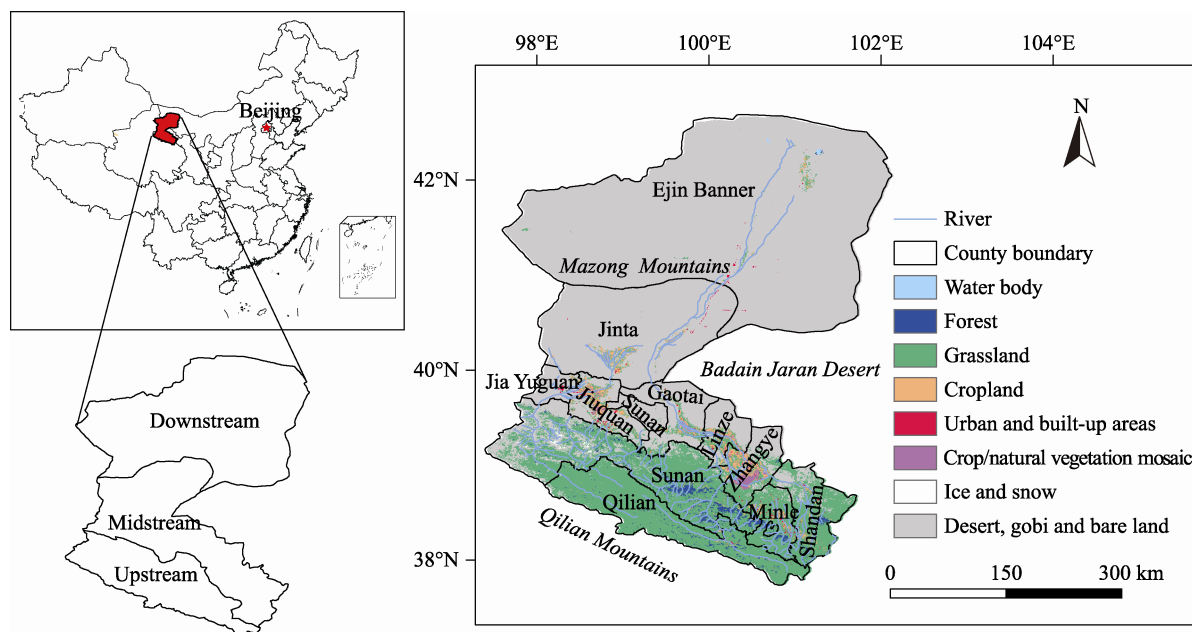 Beijing
Downstream
Midstream
Upstream
98°E 100°E 102°E 104°E
42°N
40°N
38°N
N
Ejin Banner
Mazong Mountains
Jinta
Badain Jaran Desert
Jia Yuguan
Jiuquan
Sunan
Gaotai
Linze
Zhangye
Sunan
Qilian
Minle
Shandan
Qilian Mountains
River
County boundary
Water body
Forest
Grassland
Cropland
Urban and built-up areas
Crop/natural vegetation mosaic
Ice and snow
Desert, gobi and bare land
0 150 300 km